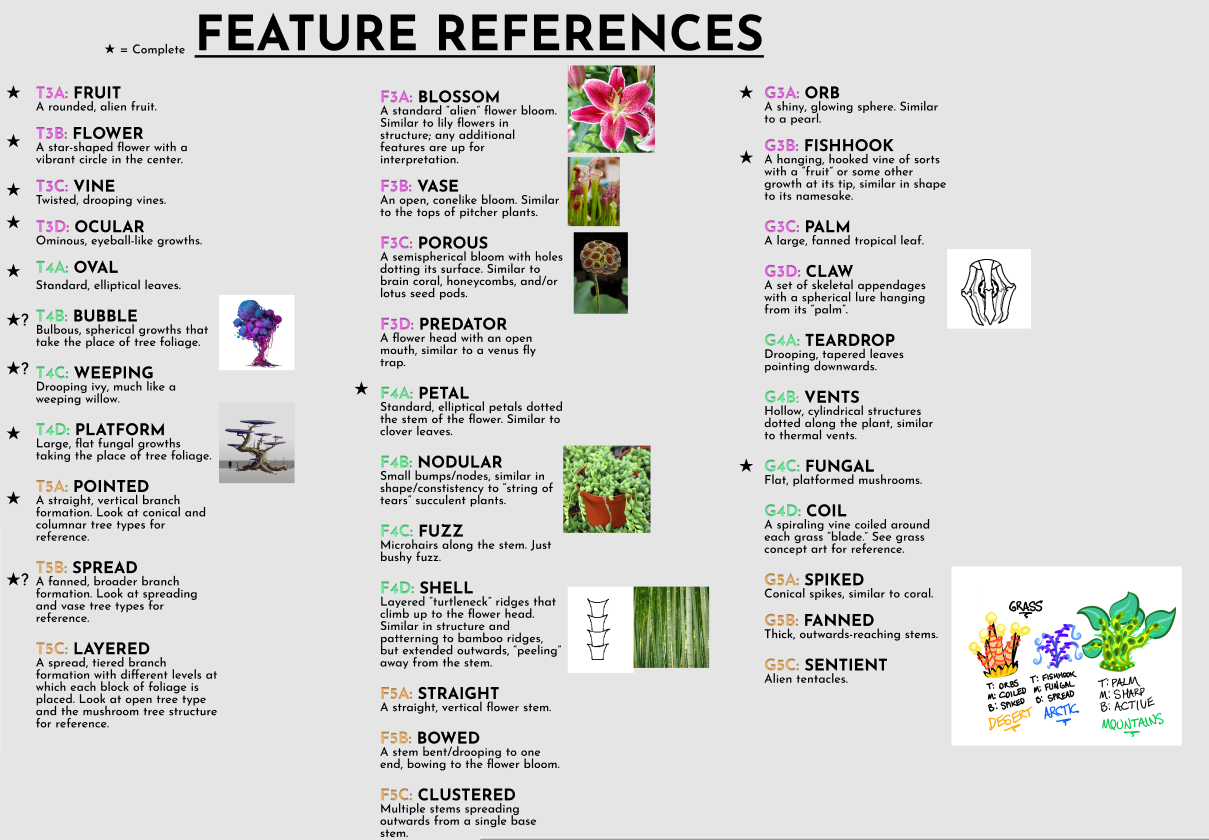 ★ = Complete
FEATURE REFERENCES
★ T3A: FRUIT
A rounded, alien fruit.
★ T3B: FLOWER
A star-shaped flower with a
vibrant circle in the center.
★ T3C: VINE
Twisted, drooping vines.
★ T3D: OCULAR
Ominous, eyeball-like growths.
★ T4A: OVAL
Standard, elliptical leaves.
★? T4B: BUBBLE
Bulbous, spherical growths that
take the place of tree foliage.
★? T4C: WEEPING
Drooping ivy, much like a
weeping willow.
★ T4D: PLATFORM
Large, flat fungal growths
taking the place of tree foliage.
★ T5A: POINTED
A straight, vertical branch
formation. Look at conical and
columnar tree types for
reference.
★? T5B: SPREAD
A fanned, broader branch
formation. Look at spreading
and vase tree types for
reference.
T5C: LAYERED
A spread, tiered branch
formation with different levels at
which each block of foliage is
placed. Look at open tree type
and the mushroom tree structure
for reference.
F3A: BLOSSOM
A standard "alien" flower bloom.
Similar to lily flowers in
structure; any additional
features are up for
interpretation.
F3B: VASE
An open, conelike bloom. Similar
to the tops of pitcher plants.
F3C: POROUS
A semispherical bloom with holes
dotting its surface. Similar to
brain coral, honeycombs, and/or
lotus seed pods.
F3D: PREDATOR
A flower head with an open
mouth, similar to a venus fly
trap.
★ F4A: PETAL
Standard, elliptical petals dotted
the stem of the flower. Similar to
clover leaves.
F4B: NODULAR
Small bumps/nodes, similar in
shape/constistency to "string of
tears" succulent plants.
F4C: FUZZ
Microhairs along the stem. Just
bushy fuzz.
F4D: SHELL
Layered "turtleneck" ridges that
climb up to the flower head.
Similar in structure and
patterning to bamboo ridges,
but extended outwards, "peeling"
away from the stem.
F5A: STRAIGHT
A straight, vertical flower stem.
F5B: BOWED
A stem bent/drooping to one
end, bowing to the flower bloom.
F5C: CLUSTERED
Multiple stems spreading
outwards from a single base
stem.
★ G3A: ORB
A shiny, glowing sphere. Similar
to a pearl.
★ G3B: FISHHOOK
A hanging, hooked vine of sorts
with a "fruit" or some other
growth at its tip, similar in shape
to its namesake.
G3C: PALM
A large, fanned tropical leaf.
G3D: CLAW
A set of skeletal appendages
with a spherical lure hanging
from its "palm".
G4A: TEARDROP
Drooping, tapered leaves
pointing downwards.
G4B: VENTS
Hollow, cylindrical structures
dotted along the plant, similar
to thermal vents.
★ G4C: FUNGAL
Flat, platformed mushrooms.
G4D: COIL
A spiraling vine coiled around
each grass "blade." See grass
concept art for reference.
G5A: SPIKED
Conical spikes, similar to coral.
G5B: FANNED
Thick, outwards-reaching stems.
G5C: SENTIENT
Alien tentacles.
GRASS
T: ORBS
M: COILED
B: SPIKED
DESERT
T: FISHHOOK
M: FUNGAL
B: SPREAD
ARCTIC
T: PALM
M: SHARP
B: ACTIVE
MOUNTAINS